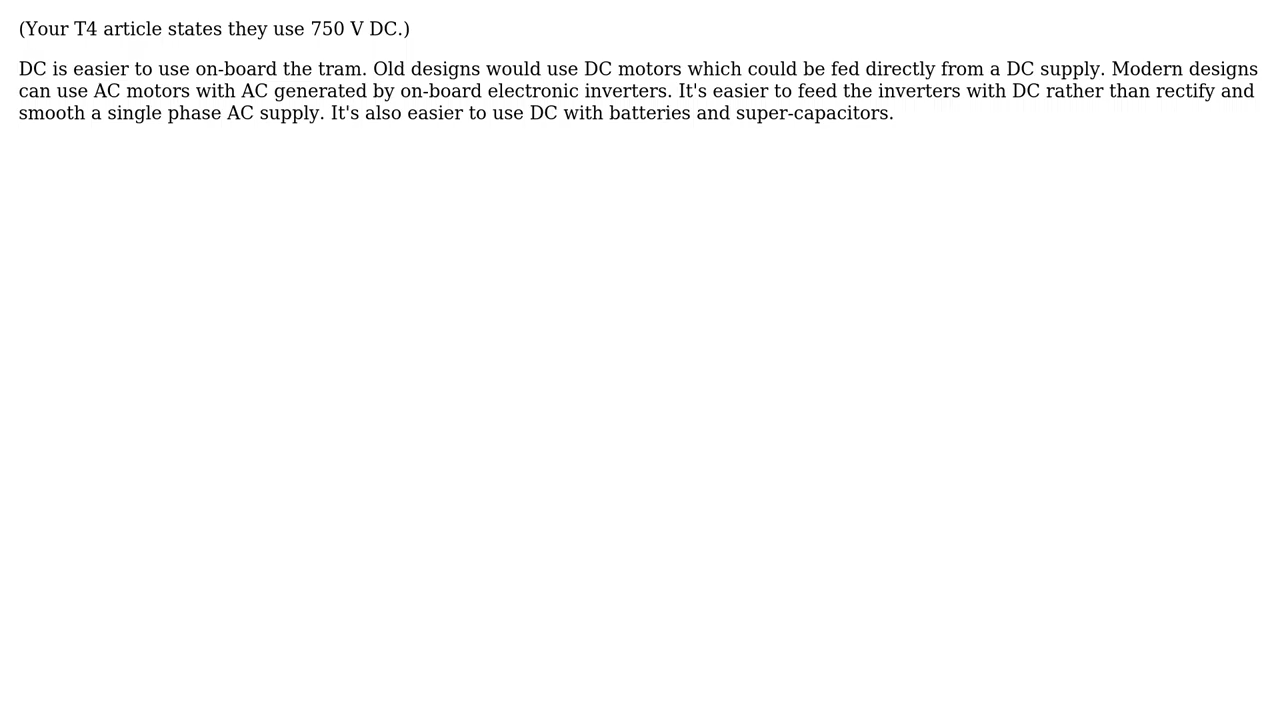 (Your T4 article states they use 750 V DC.)
DC is easier to use on-board the tram. Old designs would use DC motors which could be fed directly from a DC supply. Modern designs
can use AC motors with AC generated by on-board electronic inverters. It's easier to feed the inverters with DC rather than rectify and
smooth a single phase AC supply. It's also easier to use DC with batteries and super-capacitors.